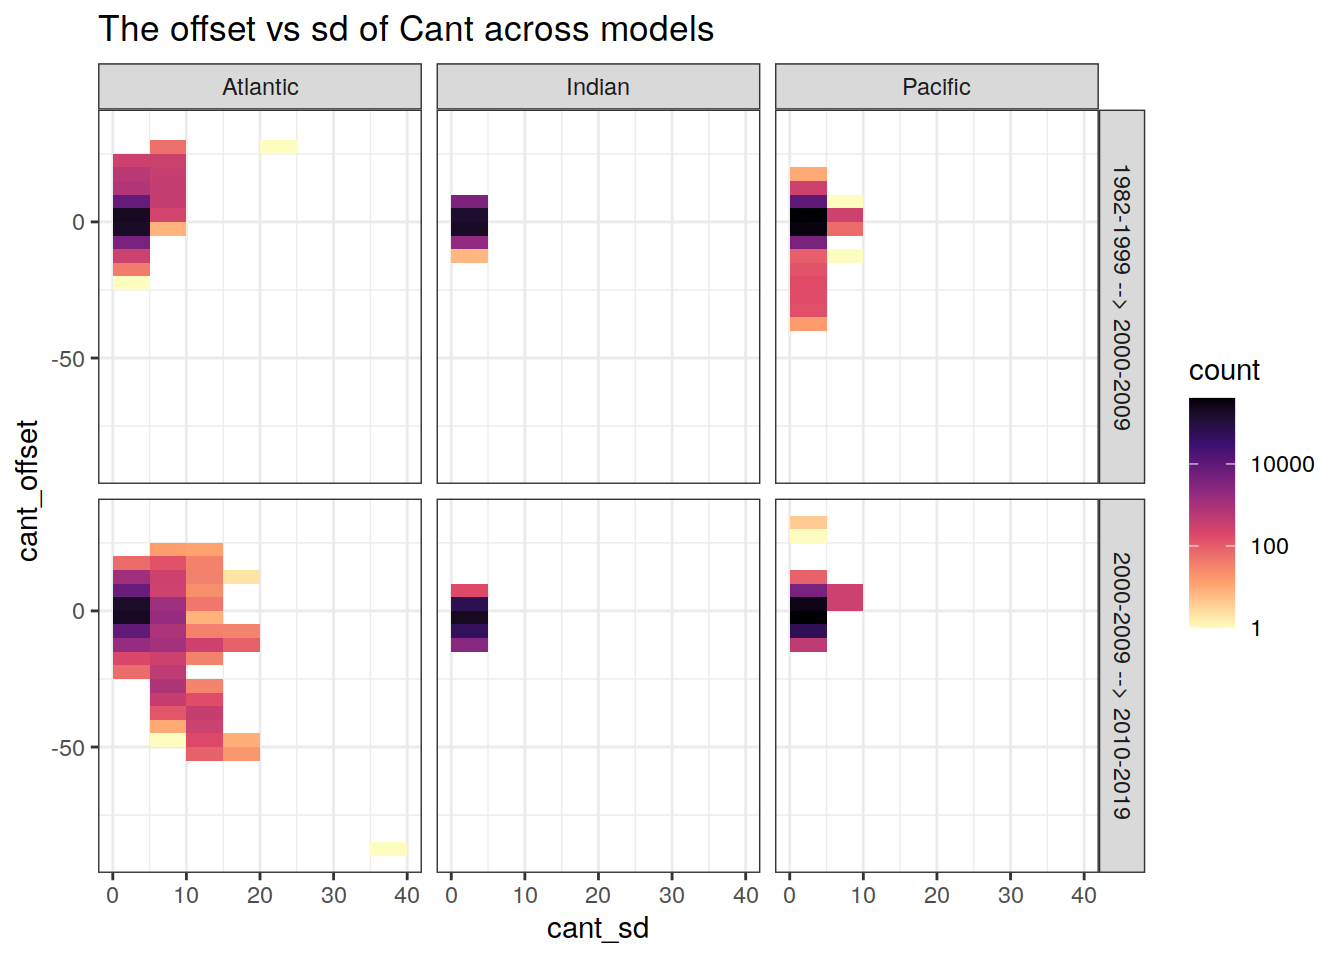 The offset vs sd of Cant across models
Atlantic
Indian
Pacific
0
-50
1982-1999 --> 2000-2009
0
-50
2000-2009 --> 2010-2019
cant_offset
0 10 20 30 40
0 10 20 30 40
0 10 20 30 40
cant_sd
count
10000
100
1